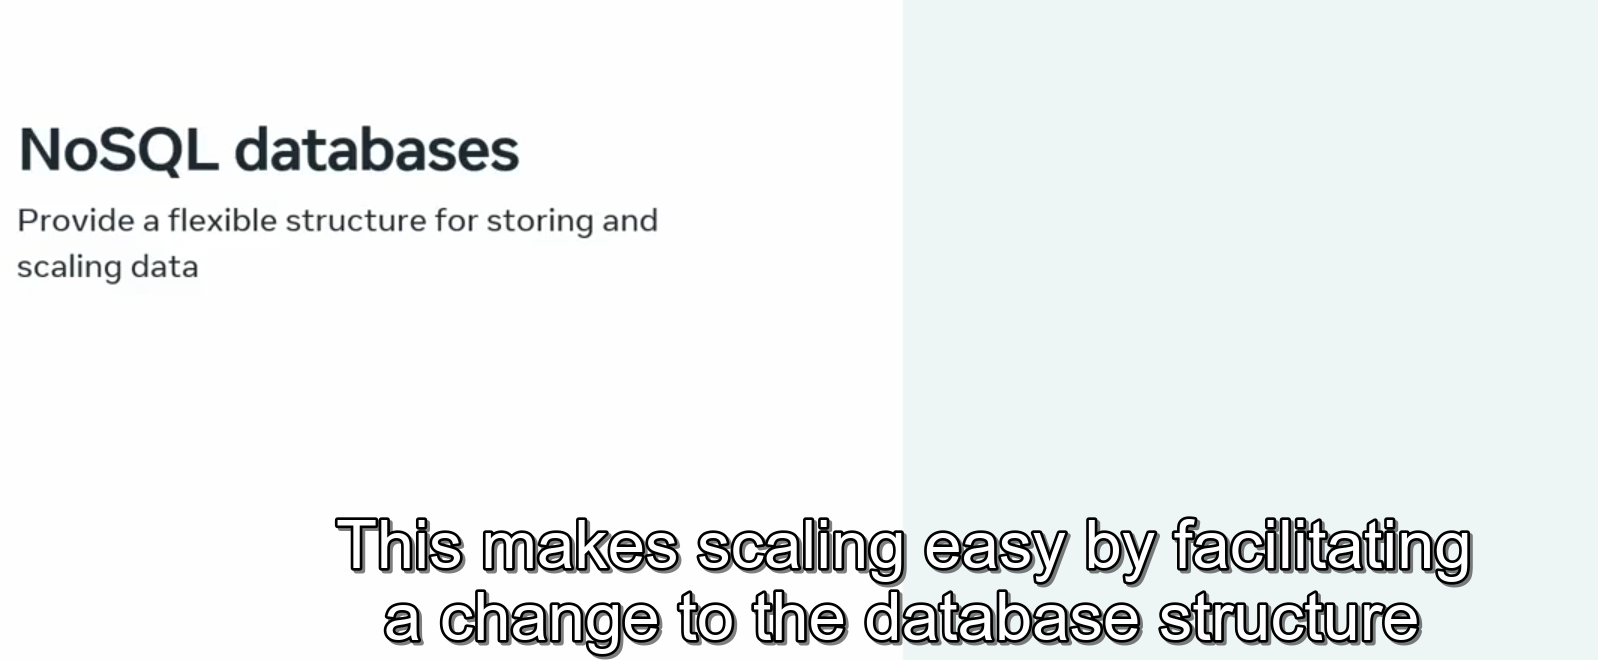 NoSQL databases
Provide a flexible structure for storing and
scaling data
This makes scaling easy by facilitating
a change to the database structure